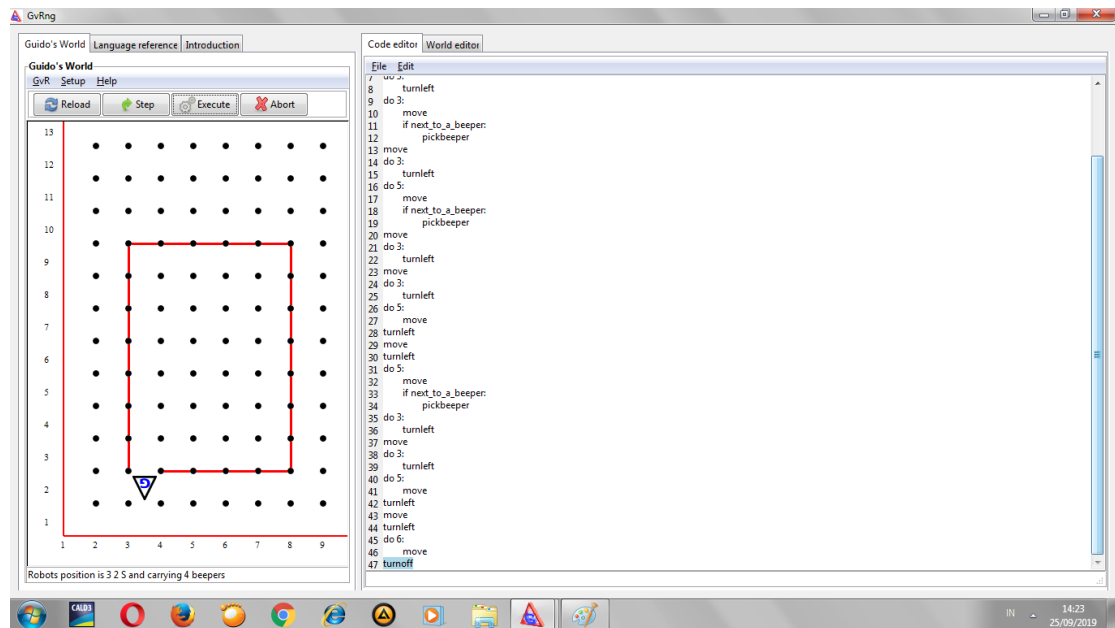 GvRng
Guido's World Language reference Introduction
Guido's World
GvR Setup Help
Reload Step Execute Abort
13
12
11
10
9
8
7
6
5
4
3
2
1
1 2 3 4 5 6 7 8 9
G
Robots position is 3 2 S and carrying 4 beepers
Code editor World editor
File Edit
7 do 3:
8 turnleft
9 do 3:
10 move
11 if next_to_a_beeper:
12 pickbeeper
13 move
14 do 3:
15 turnleft
16 do 5:
17 move
18 if next_to_a_beeper:
19 pickbeeper
20 move
21 do 3:
22 turnleft
23 move
24 do 3:
25 turnleft
26 do 5:
27 move
28 turnleft
29 move
30 turnleft
31 do 5:
32 move
33 if next_to_a_beeper:
34 pickbeeper
35 do 3:
36 turnleft
37 move
38 do 3:
39 turnleft
40 do 5:
41 move
42 turnleft
43 move
44 turnleft
45 do 6:
46 move
47 turnoff
CALD3
IN
14:23
25/09/2019